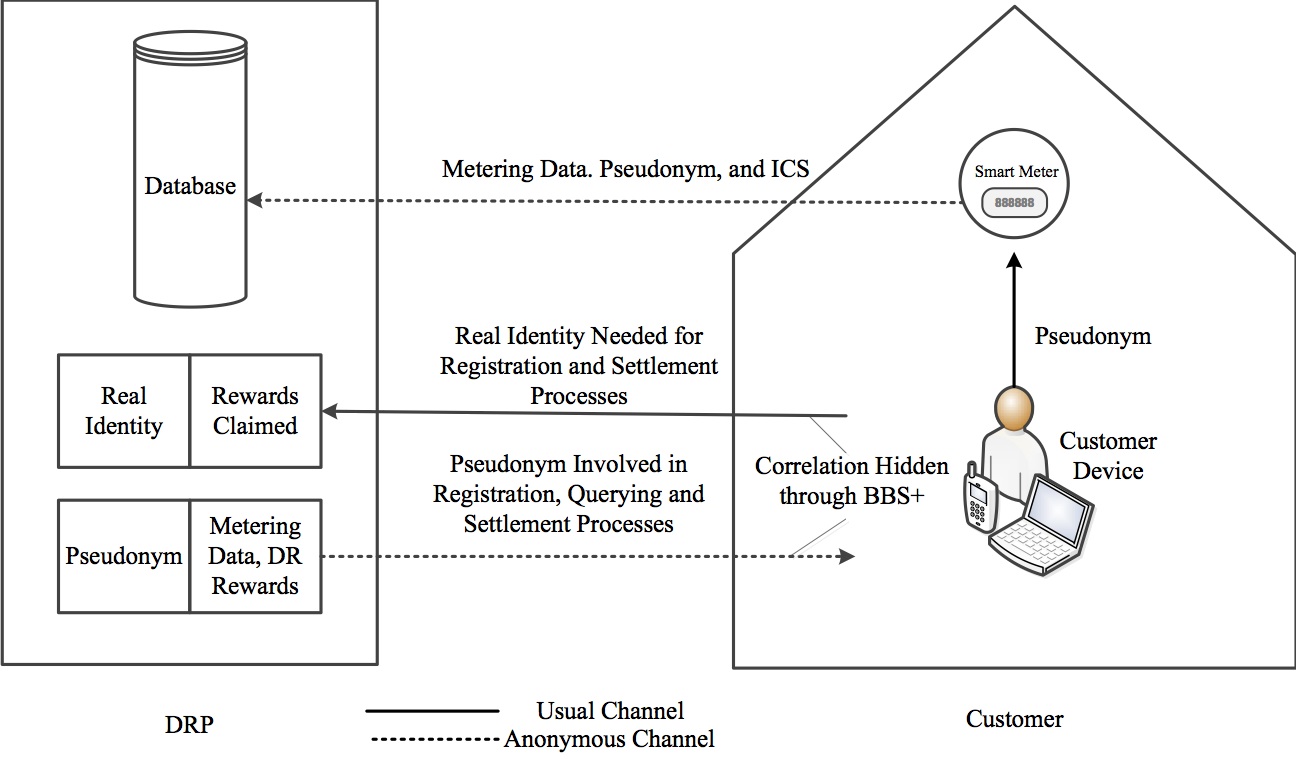 Database
Metering Data. Pseudonym, and ICS
Smart Meter
888888
Real Identity Needed for
Registration and Settlement
Processes
Pseudonym
Real
Identity
Rewards
Claimed
Customer
Device
Pseudonym Involved in
Registration, Querying and
Settlement Processes
Correlation Hidden
through BBS+
Pseudonym
Metering
Data, DR
Rewards
DRP
Usual Channel
Anonymous Channel
Customer